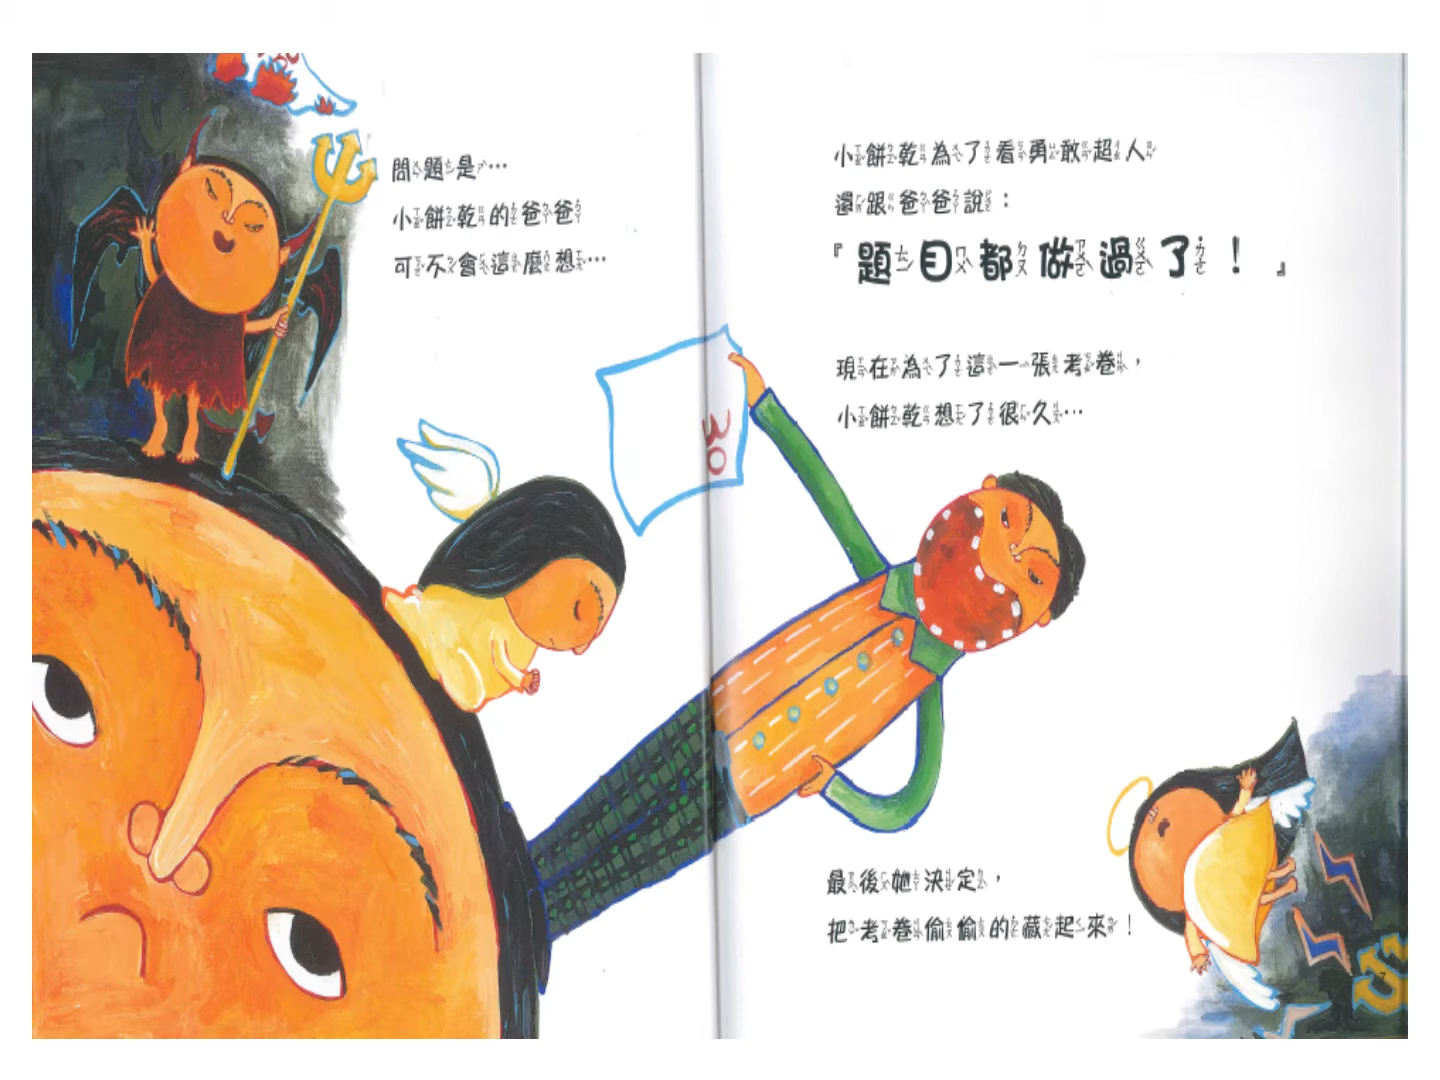 問題是…
小餅乾的爸爸
可不會這麼想…
30
小餅乾為了看勇敢超人
還跟爸爸說：
『題目都做過了！』
現在為了這一張考卷，
小餅乾想了很久…
最後她決定，
把考卷偷偷的藏起來！
7